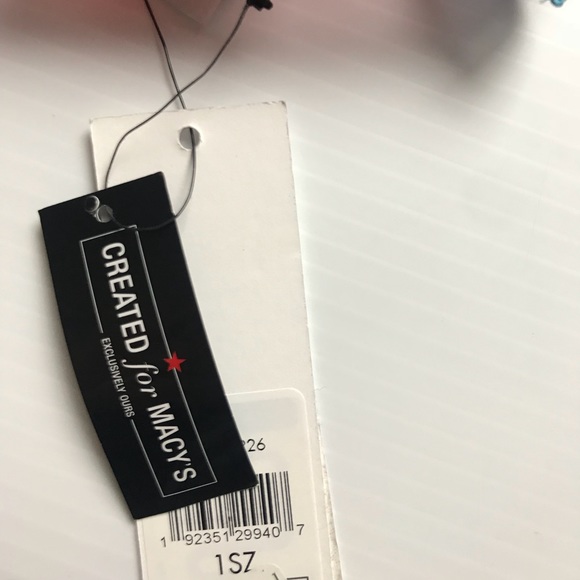 CREATED for MACY'S
EXCLUSIVELY OURS
26
1 92351 29940 7
1SZ